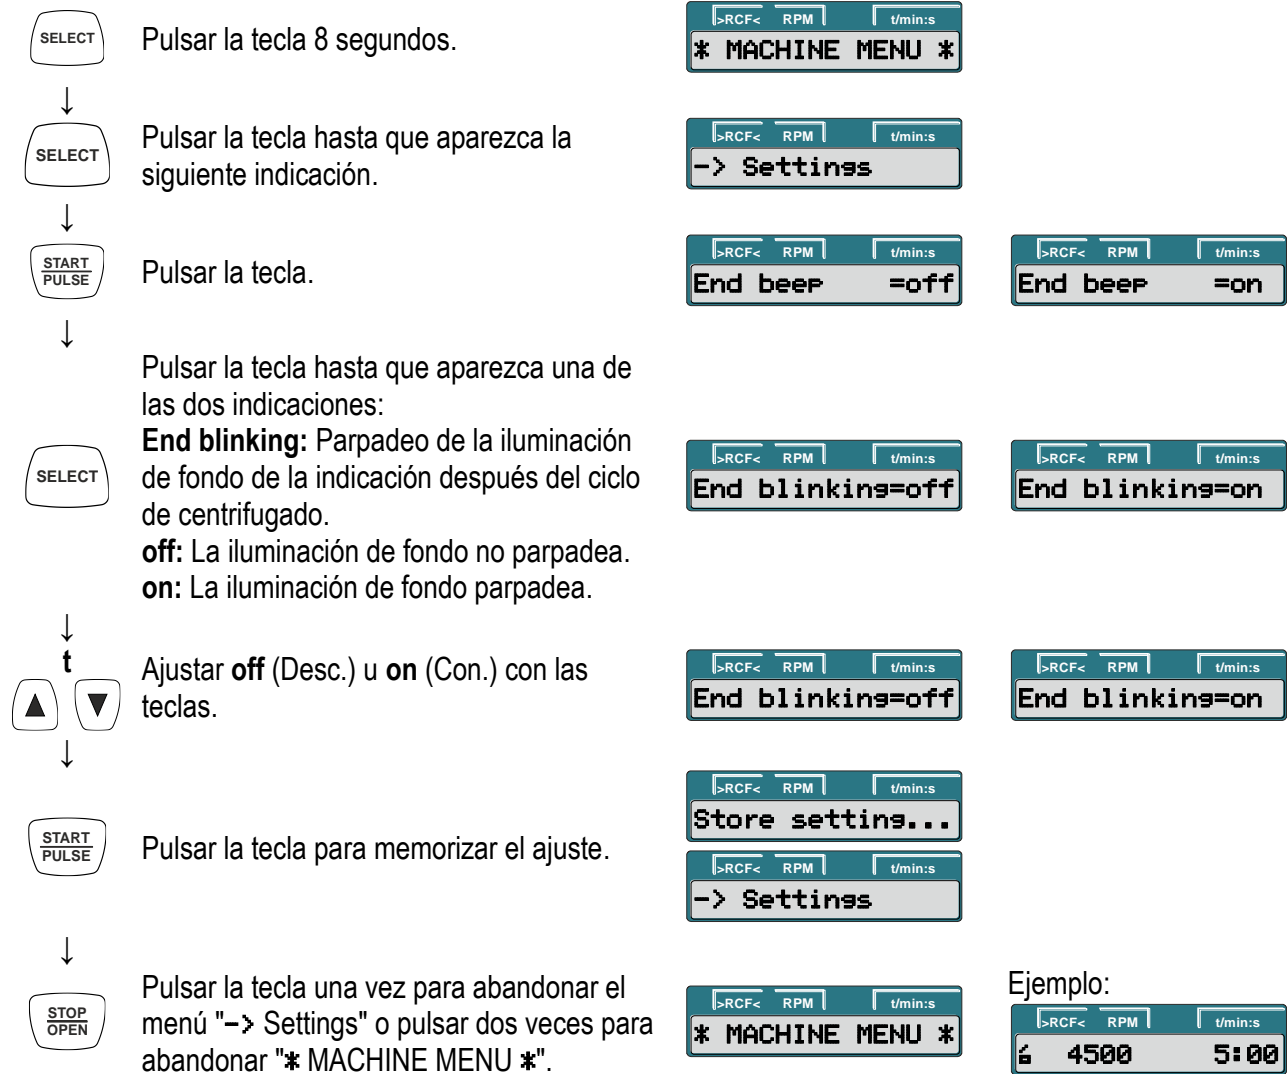 SELECT
Pulsar la tecla 8 segundos.
>RCF< RPM t/min:s
* MACHINE MENU *
↓
SELECT
Pulsar la tecla hasta que aparezca la
siguiente indicación.
>RCF< RPM t/min:s
-> Settings
↓
START
PULSE
Pulsar la tecla.
>RCF< RPM t/min:s
End beep =off
>RCF< RPM t/min:s
End beep =on
↓
SELECT
Pulsar la tecla hasta que aparezca una de
las dos indicaciones:
End blinking: Parpadeo de la iluminación
de fondo de la indicación después del ciclo
de centrifugado.
off: La iluminación de fondo no parpadea.
on: La iluminación de fondo parpadea.
>RCF< RPM t/min:s
End blinking=off
>RCF< RPM t/min:s
End blinking=on
↓
t
▲ ▼
Ajustar off (Desc.) u on (Con.) con las
teclas.
>RCF< RPM t/min:s
End blinking=off
>RCF< RPM t/min:s
End blinking=on
↓
START
PULSE
Pulsar la tecla para memorizar el ajuste.
>RCF< RPM t/min:s
Store setting...
>RCF< RPM t/min:s
-> Settings
↓
STOP
OPEN
Pulsar la tecla una vez para abandonar el
menú "-> Settings" o pulsar dos veces para
abandonar "* MACHINE MENU *".
>RCF< RPM t/min:s
* MACHINE MENU *
Ejemplo:
>RCF< RPM t/min:s
4500 5:00